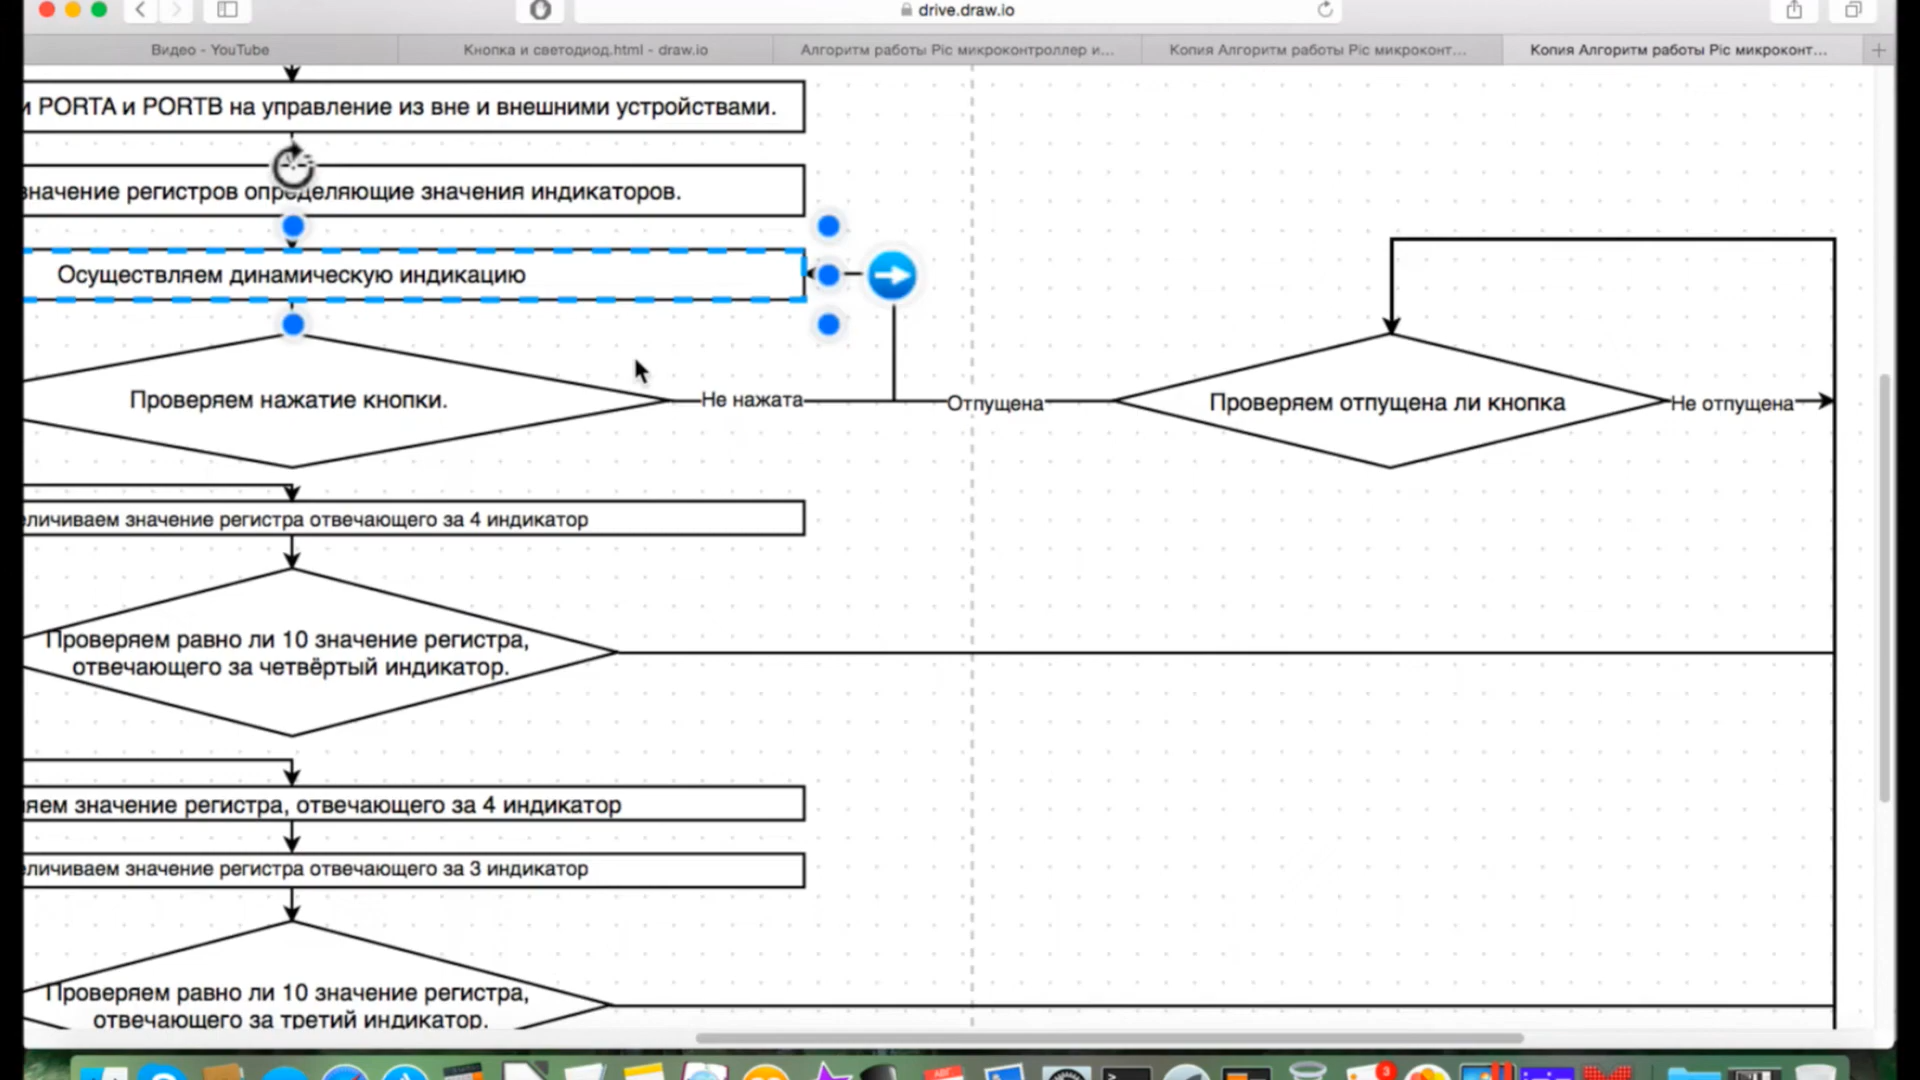 drive.draw.io
Видео - YouTube
Кнопка и светодиод.html - draw.io
Алгоритм работы Pic микроконтроллер и...
Копия Алгоритм работы Pic микроконт...
Копия Алгоритм работы Pic микроконт...
и PORTA и PORTB на управление из вне и внешними устройствами.
значение регистров определяющие значения индикаторов.
Осуществляем динамическую индикацию
Проверяем нажатие кнопки.
Не нажата
Отпущена
Проверяем отпущена ли кнопка
Не отпущена
еличиваем значение регистра отвечающего за 4 индикатор
Проверяем равно ли 10 значение регистра,
отвечающего за четвёртый индикатор.
яем значение регистра, отвечающего за 4 индикатор
еличиваем значение регистра отвечающего за 3 индикатор
Проверяем равно ли 10 значение регистра,
отвечающего за третий индикатор.
3